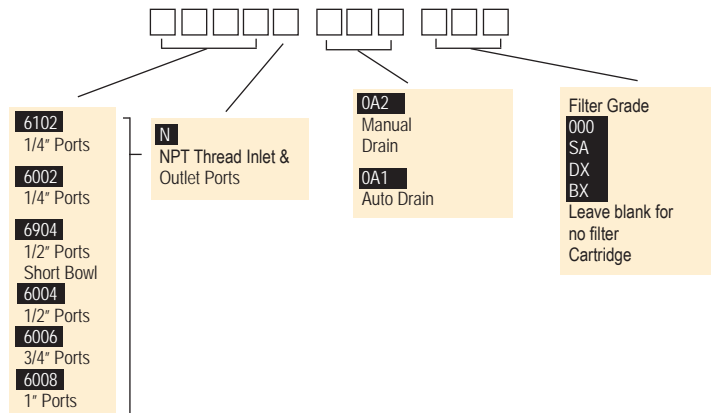 6102
1/4″ Ports
6002
1/4″ Ports
6904
1/2″ Ports
Short Bowl
6004
1/2″ Ports
6006
3/4″ Ports
6008
1″ Ports
N
NPT Thread Inlet &
Outlet Ports
0A2
Manual
Drain
0A1
Auto Drain
Filter Grade
000
SA
DX
BX
Leave blank for
no filter
Cartridge